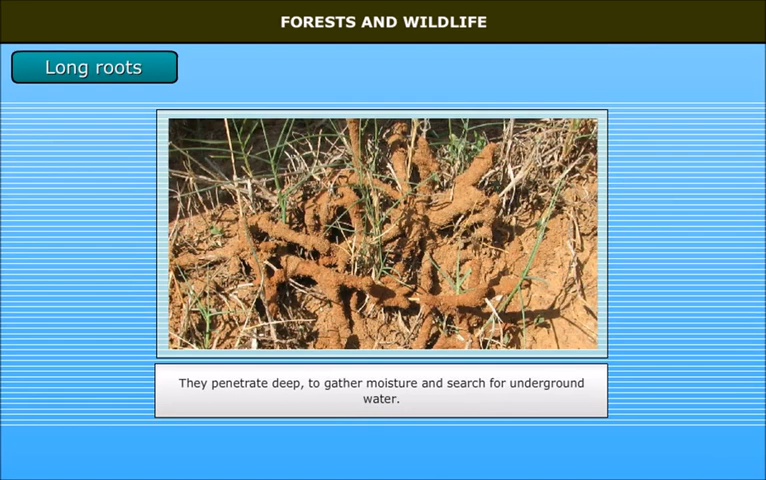 FORESTS AND WILDLIFE
Long roots
They penetrate deep, to gather moisture and search for underground
water.